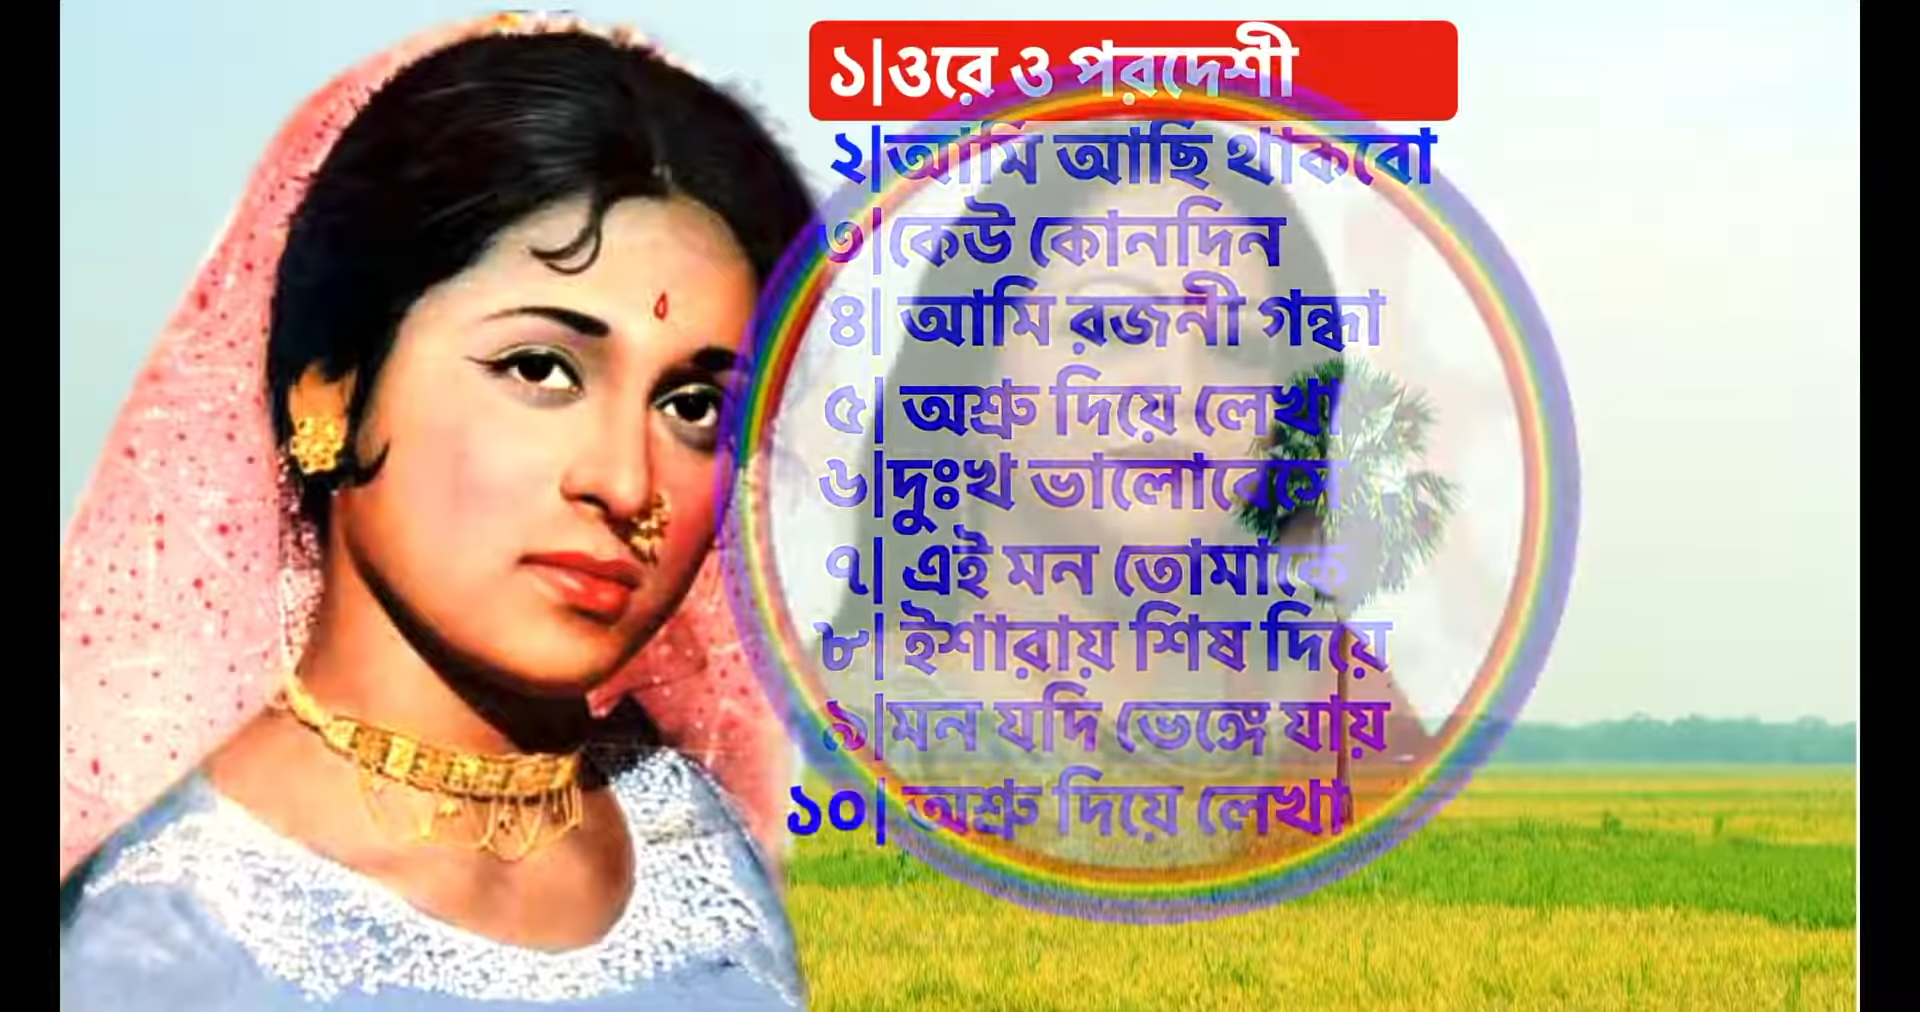 ১|ওরে ও পরদেশী
২|আমি আছি থাকবো
৩|কেউ কোনদিন
৪| আমি রজনী গন্ধা
৫| অশ্রু দিয়ে লেখা
৬|দুঃখ ভালোবেসে
৭| এই মন তোমাকে
৮| ইশারায় শিষ দিয়ে
৯|মন যদি ভেঙ্গে যায়
১০| অশ্রু দিয়ে লেখা